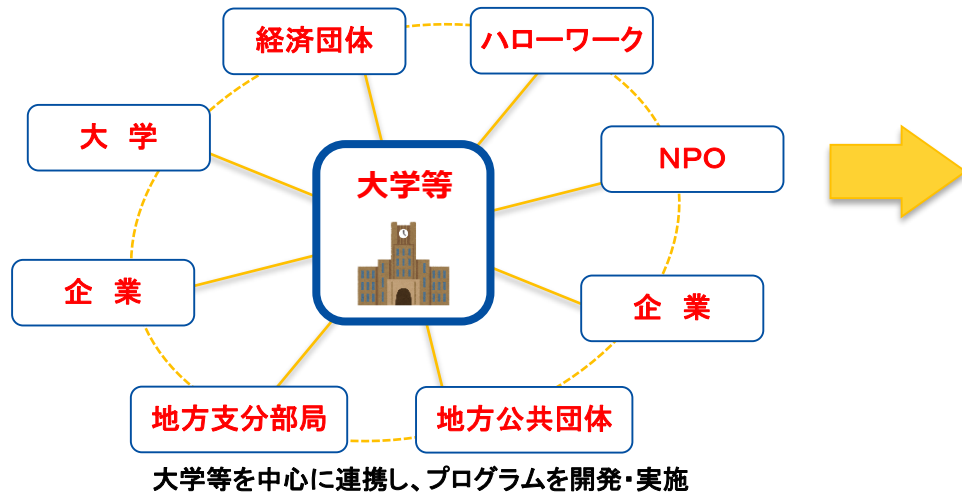 経済団体
ハローワーク
大　学
大学等
NPO
企　業
企　業
地方支分部局
地方公共団体
大学等を中心に連携し、プログラムを開発・実施